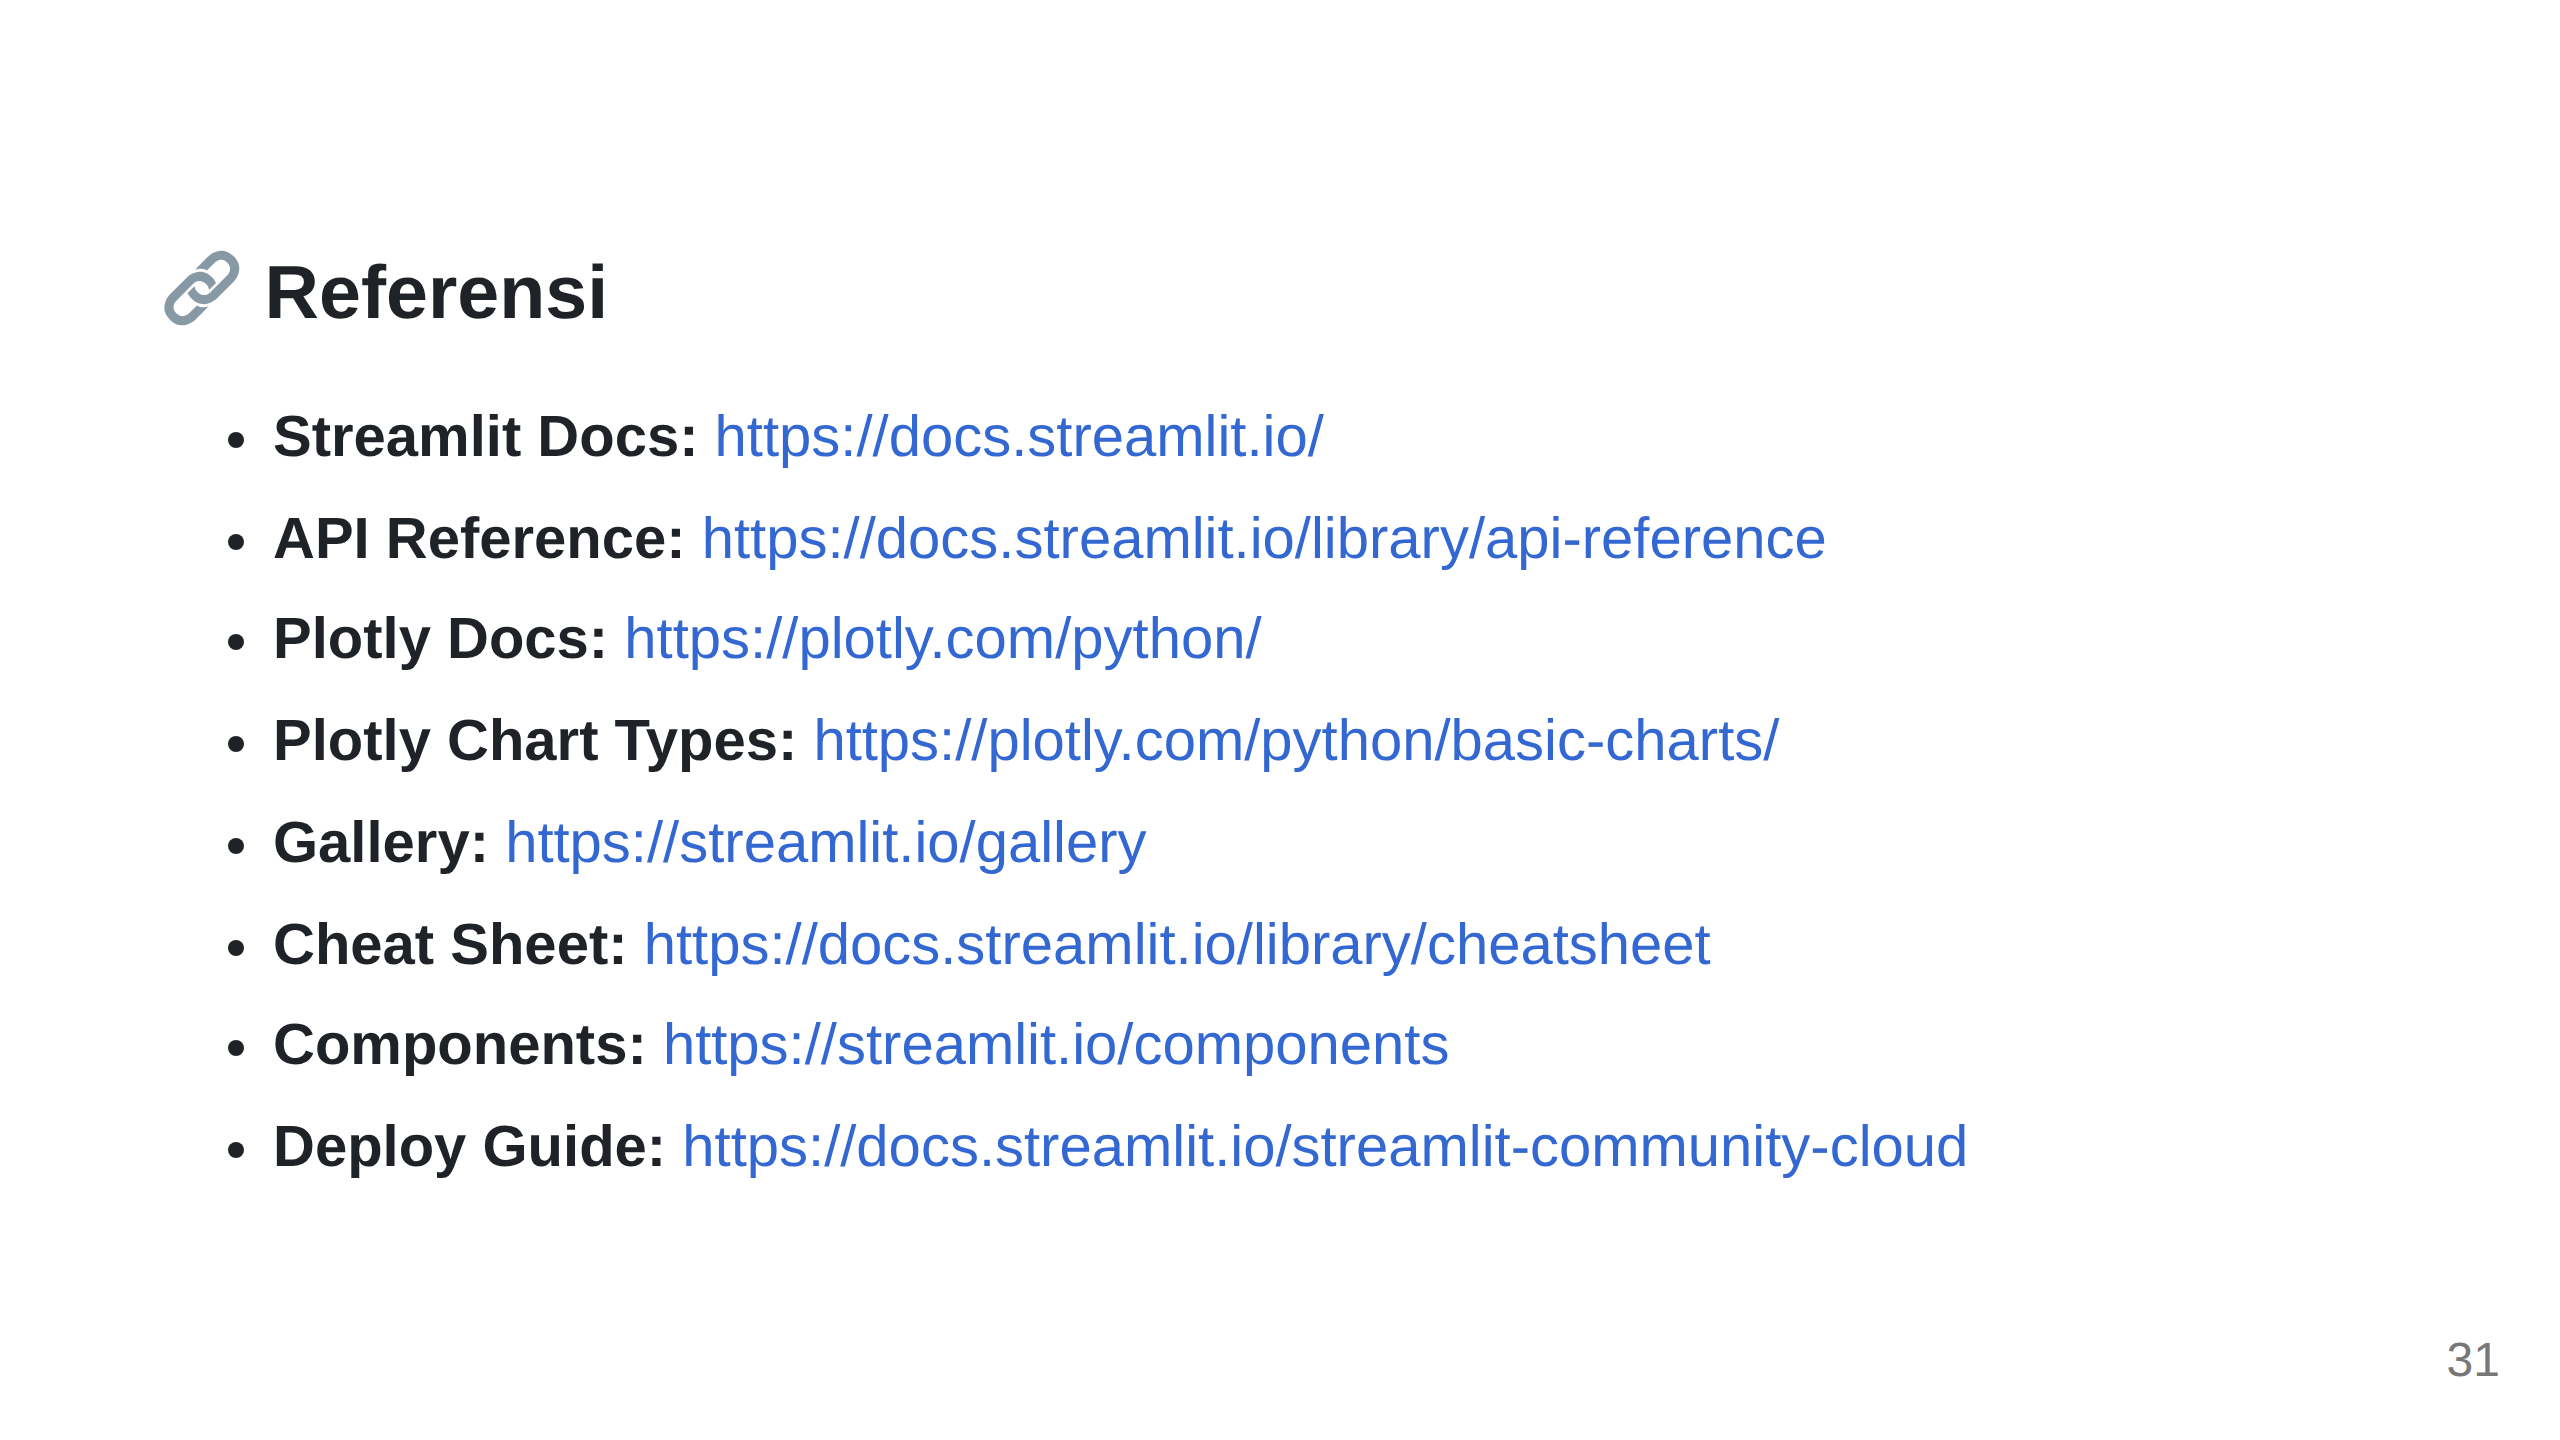 🔗 Referensi
• Streamlit Docs: https://docs.streamlit.io/
• API Reference: https://docs.streamlit.io/library/api-reference
• Plotly Docs: https://plotly.com/python/
• Plotly Chart Types: https://plotly.com/python/basic-charts/
• Gallery: https://streamlit.io/gallery
• Cheat Sheet: https://docs.streamlit.io/library/cheatsheet
• Components: https://streamlit.io/components
• Deploy Guide: https://docs.streamlit.io/streamlit-community-cloud
31